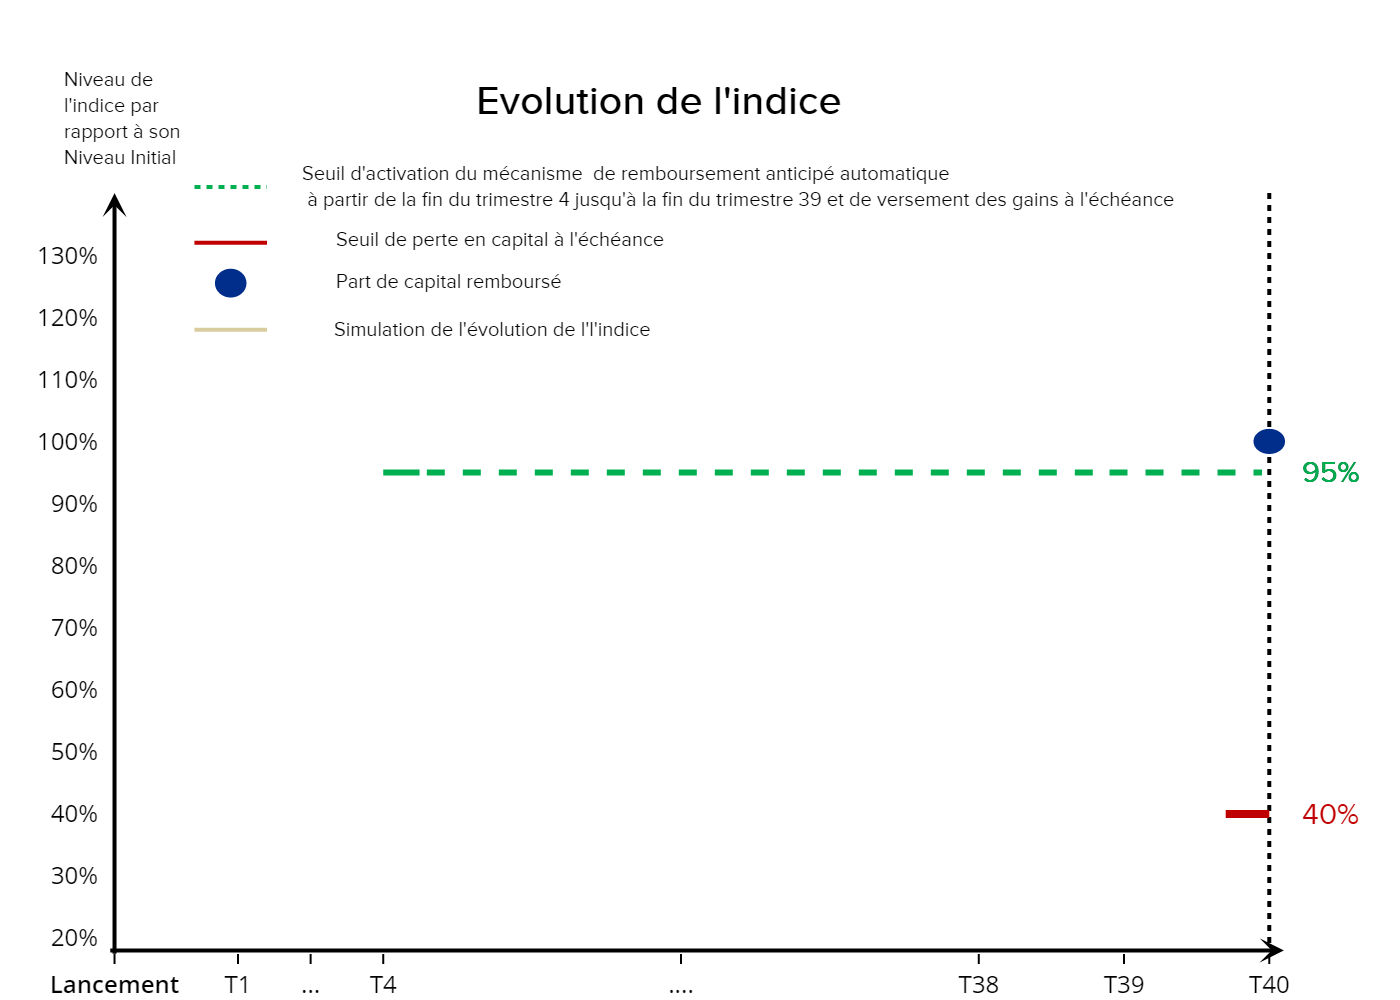 Niveau de
l'indice par
rapport à son
Niveau Initial
Evolution de l'indice
Seuil d'activation du mécanisme  de remboursement anticipé automatique
à partir de la fin du trimestre 4 jusqu'à la fin du trimestre 39 et de versement des gains à l'échéance
Seuil de perte en capital à l'échéance
Part de capital remboursé
Simulation de l'évolution de l'l'indice
130%
120%
110%
100%
95%
90%
80%
70%
60%
50%
40%
40%
30%
20%
Lancement T1 ... T4 .... T38 T39 T40